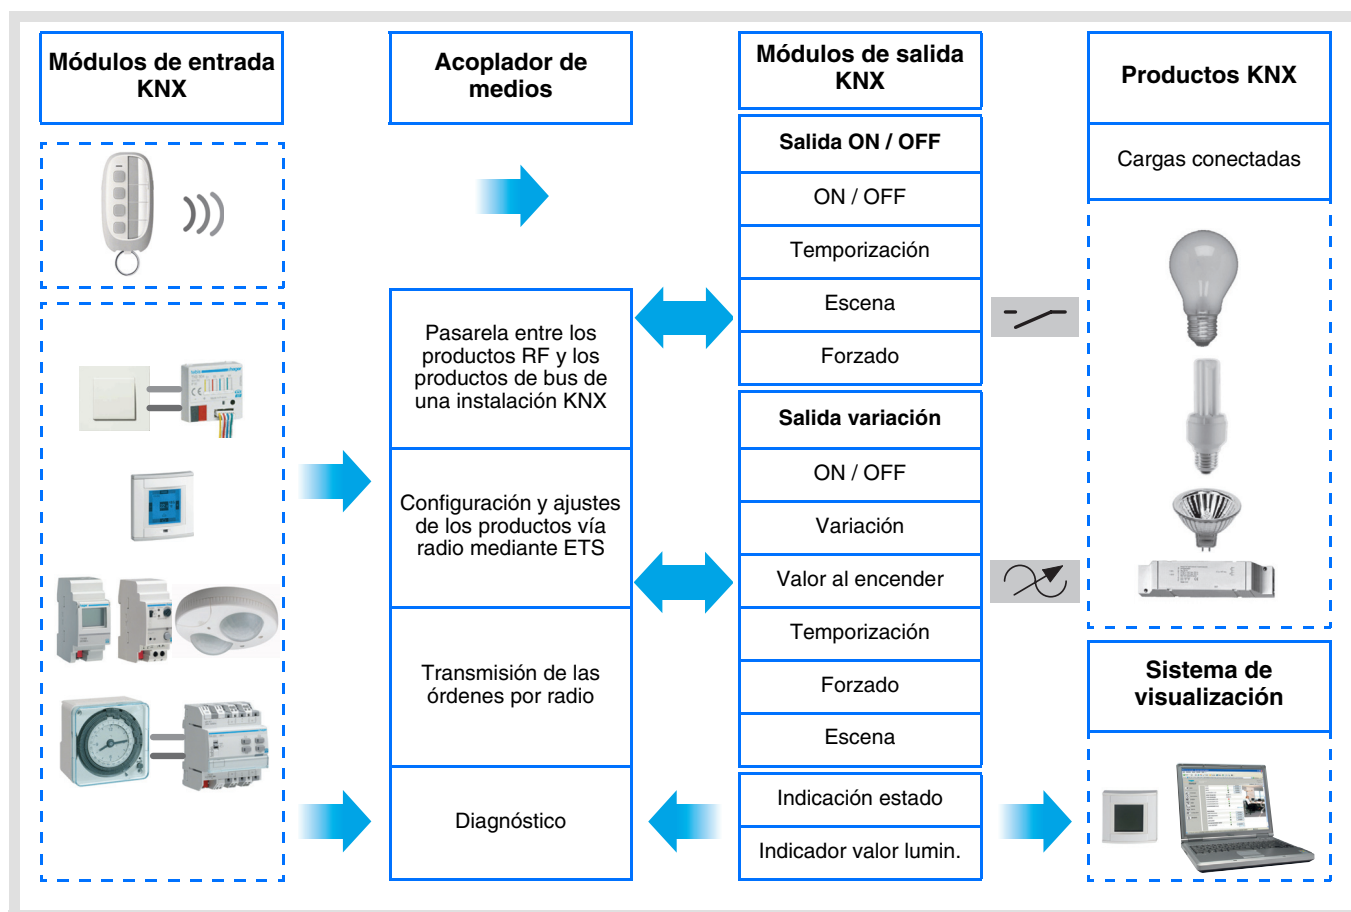 Módulos de entrada
KNX
Acoplador de
medios
Módulos de salida
KNX
Productos KNX
Salida ON / OFF
Cargas conectadas
ON / OFF
Temporización
Escena
Forzado
Pasarela entre los
productos RF y los
productos de bus de
una instalación KNX
Salida variación
ON / OFF
Configuración y ajustes
de los productos vía
radio mediante ETS
Variación
Valor al encender
Temporización
Transmisión de las
órdenes por radio
Forzado
Escena
Sistema de
visualización
Diagnóstico
Indicación estado
Indicador valor lumin.